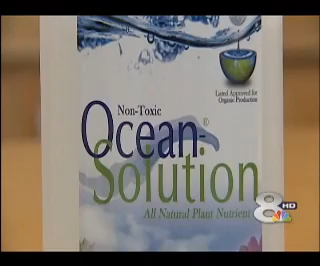 Listed Approved for
Organic Production
Non-Toxic
Ocean-®
Solution
All Natural Plant Nutrient
8 HD